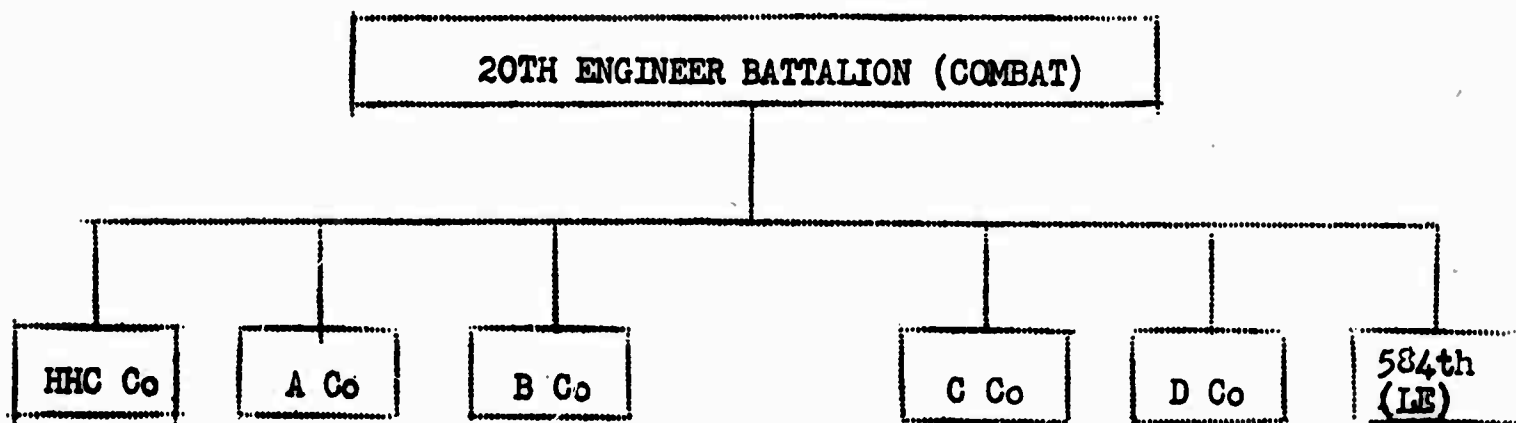 20TH ENGINEER BATTALION (COMBAT)
HHC Co
A Co
B Co
C Co
D Co
584th
(LE)